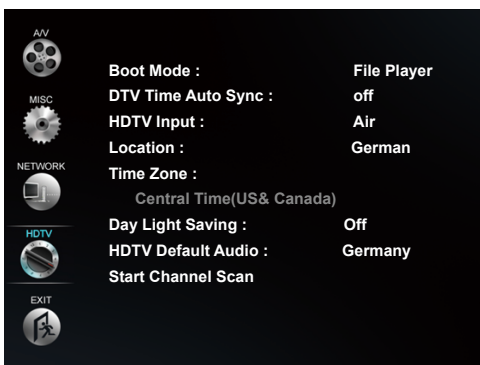 A/V
MISC
NETWORK
HDTV
EXIT
Boot Mode : File Player
DTV Time Auto Sync : off
HDTV Input : Air
Location : German
Time Zone :
Central Time(US& Canada)
Day Light Saving : Off
HDTV Default Audio : Germany
Start Channel Scan